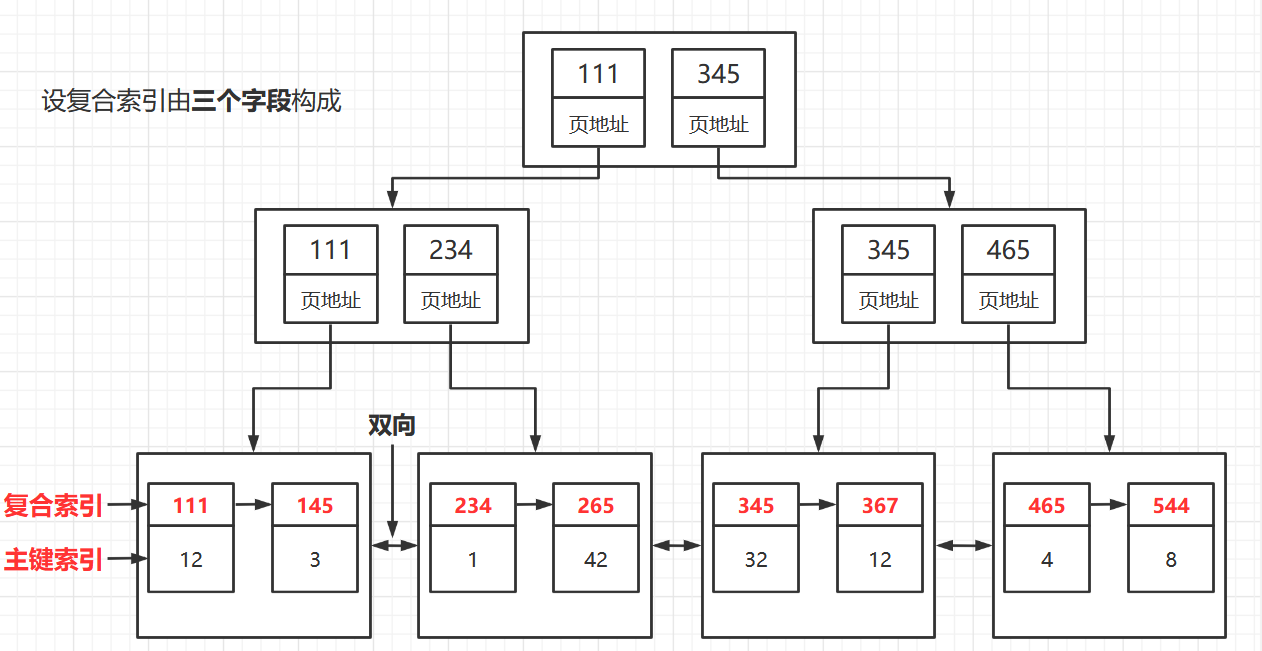 111 345
设复合索引由三个字段构成
页地址 页地址
111 234 345 465
页地址 页地址 页地址 页地址
双向
复合索引 111 145 234 265 345 367 465 544
主键索引 12 3 1 42 32 12 4 8